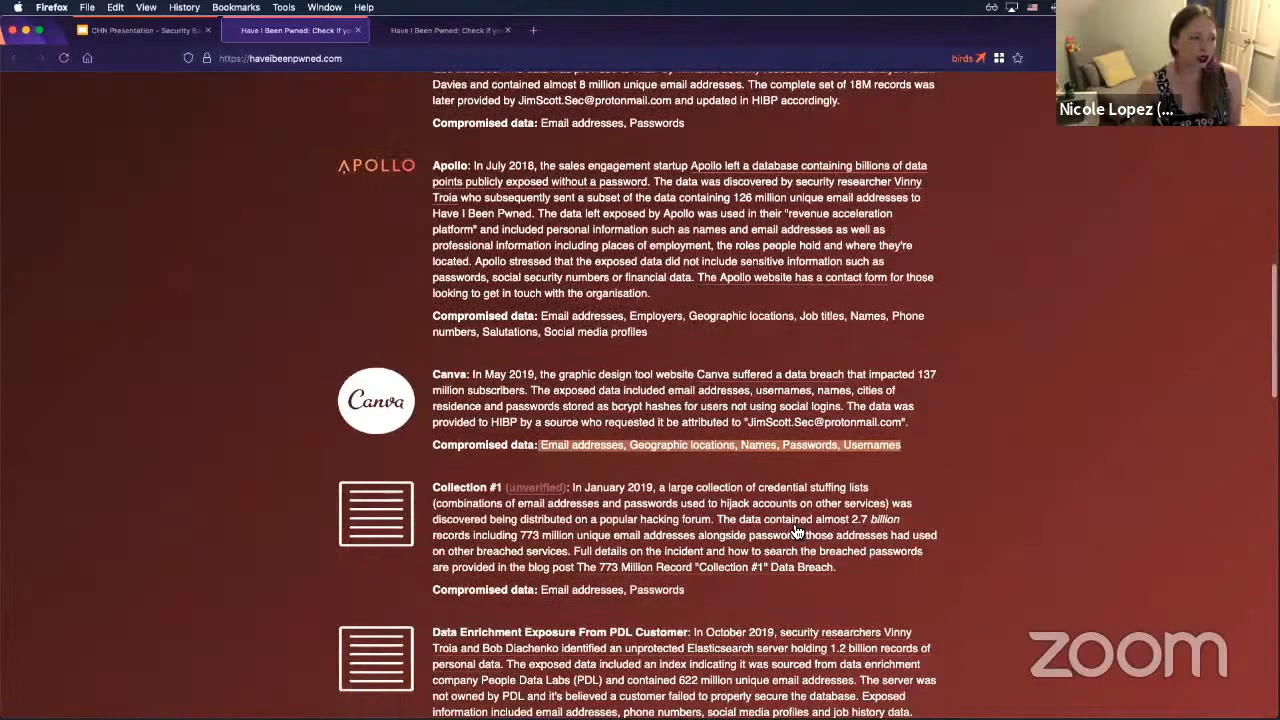 Firefox File Edit View History Bookmarks Tools Window Help
CHN Presentation - Security Ba
Have I Been Pwned: Check if yo
Have I Been Pwned: Check if yo
https://haveibeenpwned.com
birds
Nicole Lopez (...
Davies and contained almost 8 million unique email addresses. The complete set of 18M records was
later provided by JimScott.Sec@protonmail.com and updated in HIBP accordingly.
Compromised data: Email addresses, Passwords
APOLLO
Apollo: In July 2018, the sales engagement startup Apollo left a database containing billions of data
points publicly exposed without a password. The data was discovered by security researcher Vinny
Troia who subsequently sent a subset of the data containing 126 million unique email addresses to
Have I Been Pwned. The data left exposed by Apollo was used in their "revenue acceleration
platform" and included personal information such as names and email addresses as well as
professional information including places of employment, the roles people hold and where they're
located. Apollo stressed that the exposed data did not include sensitive information such as
passwords, social security numbers or financial data. The Apollo website has a contact form for those
looking to get in touch with the organisation.
Compromised data: Email addresses, Employers, Geographic locations, Job titles, Names, Phone
numbers, Salutations, Social media profiles
Canva
Canva: In May 2019, the graphic design tool website Canva suffered a data breach that impacted 137
million subscribers. The exposed data included email addresses, usernames, names, cities of
residence and passwords stored as bcrypt hashes for users not using social logins. The data was
provided to HIBP by a source who requested it be attributed to "JimScott.Sec@protonmail.com".
Compromised data: Email addresses, Geographic locations, Names, Passwords, Usernames
Collection #1 (unverified): In January 2019, a large collection of credential stuffing lists
(combinations of email addresses and passwords used to hijack accounts on other services) was
discovered being distributed on a popular hacking forum. The data contained almost 2.7 billion
records including 773 million unique email addresses alongside passwords those addresses had used
on other breached services. Full details on the incident and how to search the breached passwords
are provided in the blog post The 773 Million Record "Collection #1" Data Breach.
Compromised data: Email addresses, Passwords
Data Enrichment Exposure From PDL Customer: In October 2019, security researchers Vinny
Troia and Bob Diachenko identified an unprotected Elasticsearch server holding 1.2 billion records of
personal data. The exposed data included an index indicating it was sourced from data enrichment
company People Data Labs (PDL) and contained 622 million unique email addresses. The server was
not owned by PDL and it's believed a customer failed to properly secure the database. Exposed
information included email addresses, phone numbers, social media profiles and job history data.
zoom